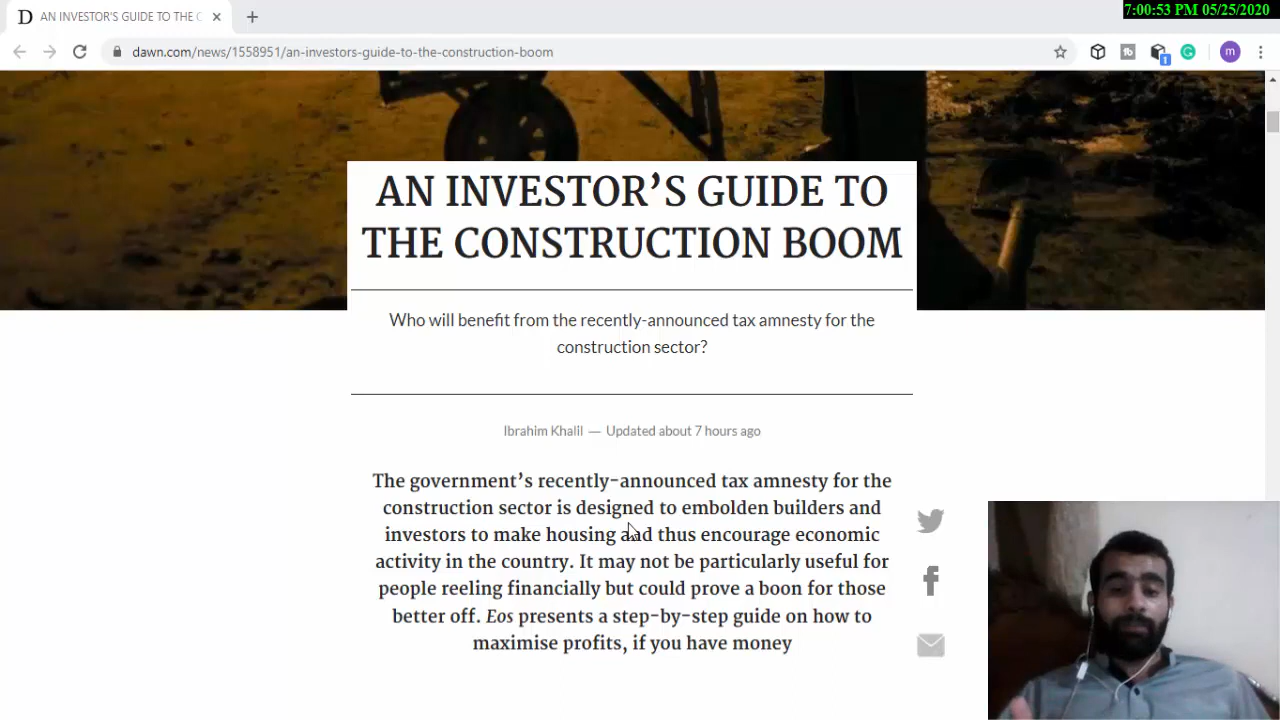 7:00:53 PM 05/25/2020
D AN INVESTOR'S GUIDE TO THE C
dawn.com/news/1558951/an-investors-guide-to-the-construction-boom
tb
1
m
AN INVESTOR’S GUIDE TO
THE CONSTRUCTION BOOM
Who will benefit from the recently-announced tax amnesty for the
construction sector?
Ibrahim Khalil — Updated about 7 hours ago
The government’s recently-announced tax amnesty for the
construction sector is designed to embolden builders and
investors to make housing and thus encourage economic
activity in the country. It may not be particularly useful for
people reeling financially but could prove a boon for those
better off. Eos presents a step-by-step guide on how to
maximise profits, if you have money